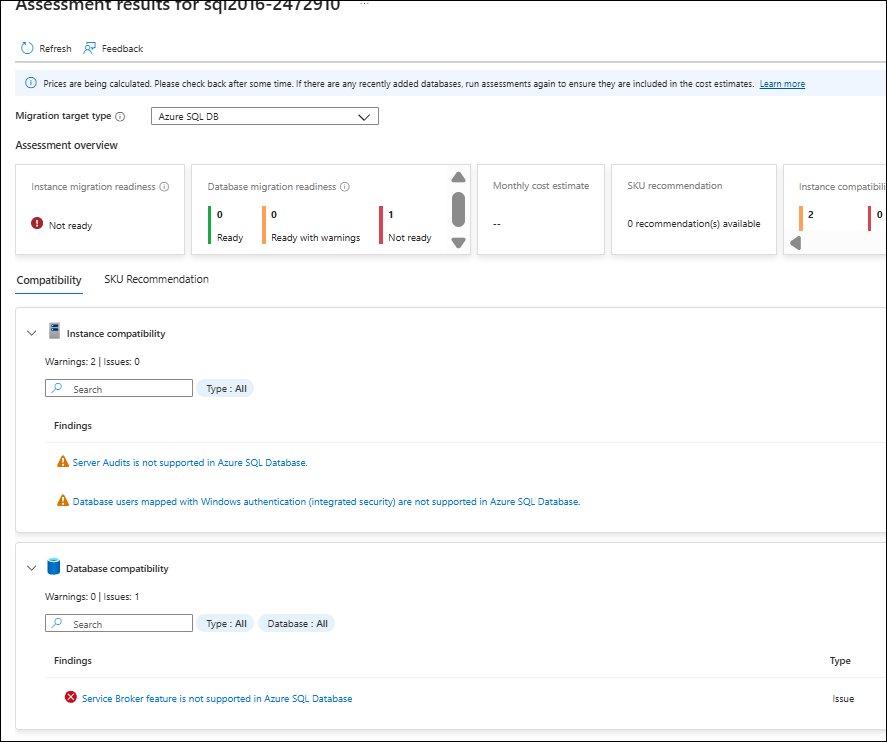 Assessment results for sql2016-2472910 ...
Refresh Feedback
Prices are being calculated. Please check back after some time. If there are any recently added databases, run assessments again to ensure they are included in the cost estimates. Learn more
Migration target type Azure SQL DB
Assessment overview
Instance migration readiness
Not ready
Database migration readiness
0 0 1
Ready Ready with warnings Not ready
Monthly cost estimate
--
SKU recommendation
0 recommendation(s) available
Instance compatibili
2 0
Compatibility SKU Recommendation
Instance compatibility
Warnings: 2 | Issues: 0
Search Type : All
Findings
Server Audits is not supported in Azure SQL Database.
Database users mapped with Windows authentication (integrated security) are not supported in Azure SQL Database.
Database compatibility
Warnings: 0 | Issues: 1
Search Type : All Database : All
Findings Type
Service Broker feature is not supported in Azure SQL Database Issue